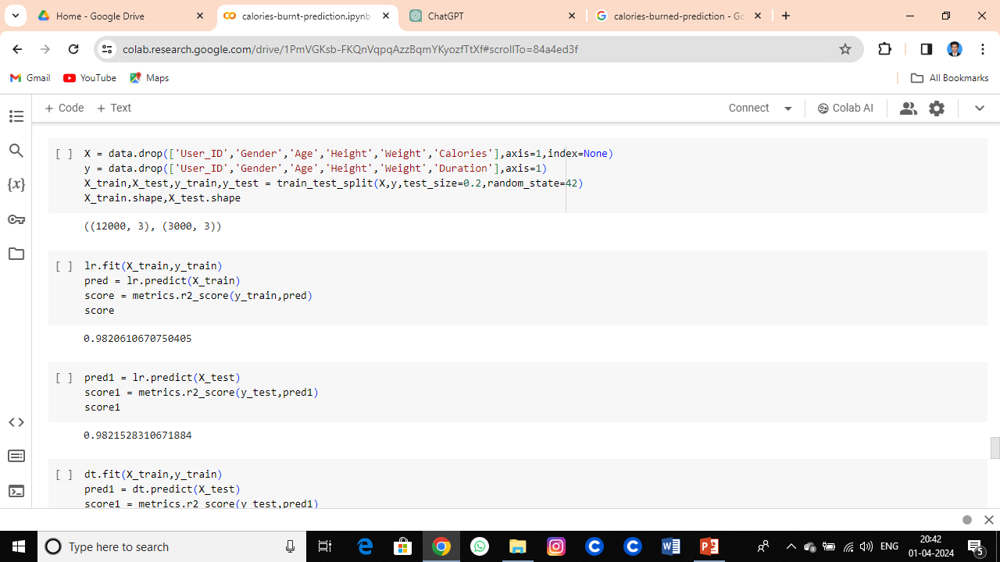 Home - Google Drive
calories-burnt-prediction.ipynb
ChatGPT
calories-burned-prediction - Go
colab.research.google.com/drive/1PmVGKsb-FKQnVqpqAzzBqmYKyozfTtXf#scrollTo=84a4ed3f
Gmail
YouTube
Maps
All Bookmarks
+ Code + Text
Connect
Colab AI
[ ] X = data.drop(['User_ID','Gender','Age','Height','Weight','Calories'],axis=1,index=None)
y = data.drop(['User_ID','Gender','Age','Height','Weight','Duration'],axis=1)
X_train,X_test,y_train,y_test = train_test_split(X,y,test_size=0.2,random_state=42)
X_train.shape,X_test.shape
((12000, 3), (3000, 3))
[ ] lr.fit(X_train,y_train)
pred = lr.predict(X_train)
score = metrics.r2_score(y_train,pred)
score
0.9820610670750405
[ ] pred1 = lr.predict(X_test)
score1 = metrics.r2_score(y_test,pred1)
score1
0.9821528310671884
[ ] dt.fit(X_train,y_train)
pred1 = dt.predict(X_test)
score1 = metrics.r2_score(y_test,pred1)
{x}
Type here to search
ENG
20:42
01-04-2024
5